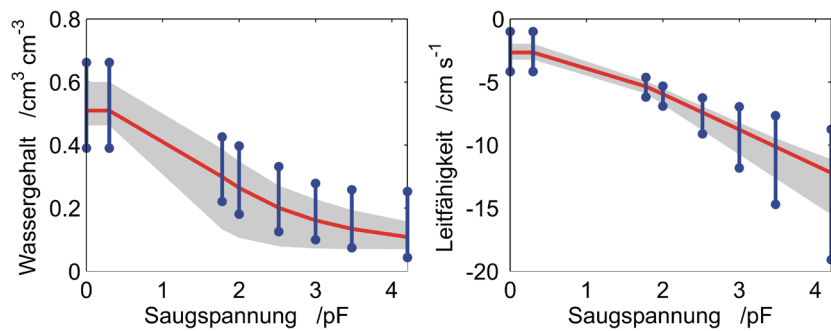 Wassergehalt /cm³ cm⁻³
0.8
0.6
0.4
0.2
0
0 1 2 3 4
Saugspannung /pF
Leitfähigkeit /cm s⁻¹
0
-5
-10
-15
-20
0 1 2 3 4
Saugspannung /pF